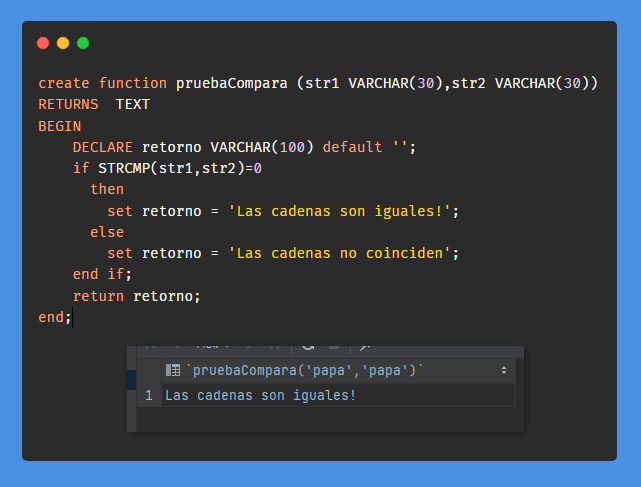 create function pruebaCompara (str1 VARCHAR(30),str2 VARCHAR(30))
RETURNS  TEXT
BEGIN
    DECLARE retorno VARCHAR(100) default '';
    if STRCMP(str1,str2)=0
      then
        set retorno = 'Las cadenas son iguales!';
      else
        set retorno = 'Las cadenas no coinciden';
    end if;
    return retorno;
end;
`pruebaCompara('papa','papa')`
1 Las cadenas son iguales!